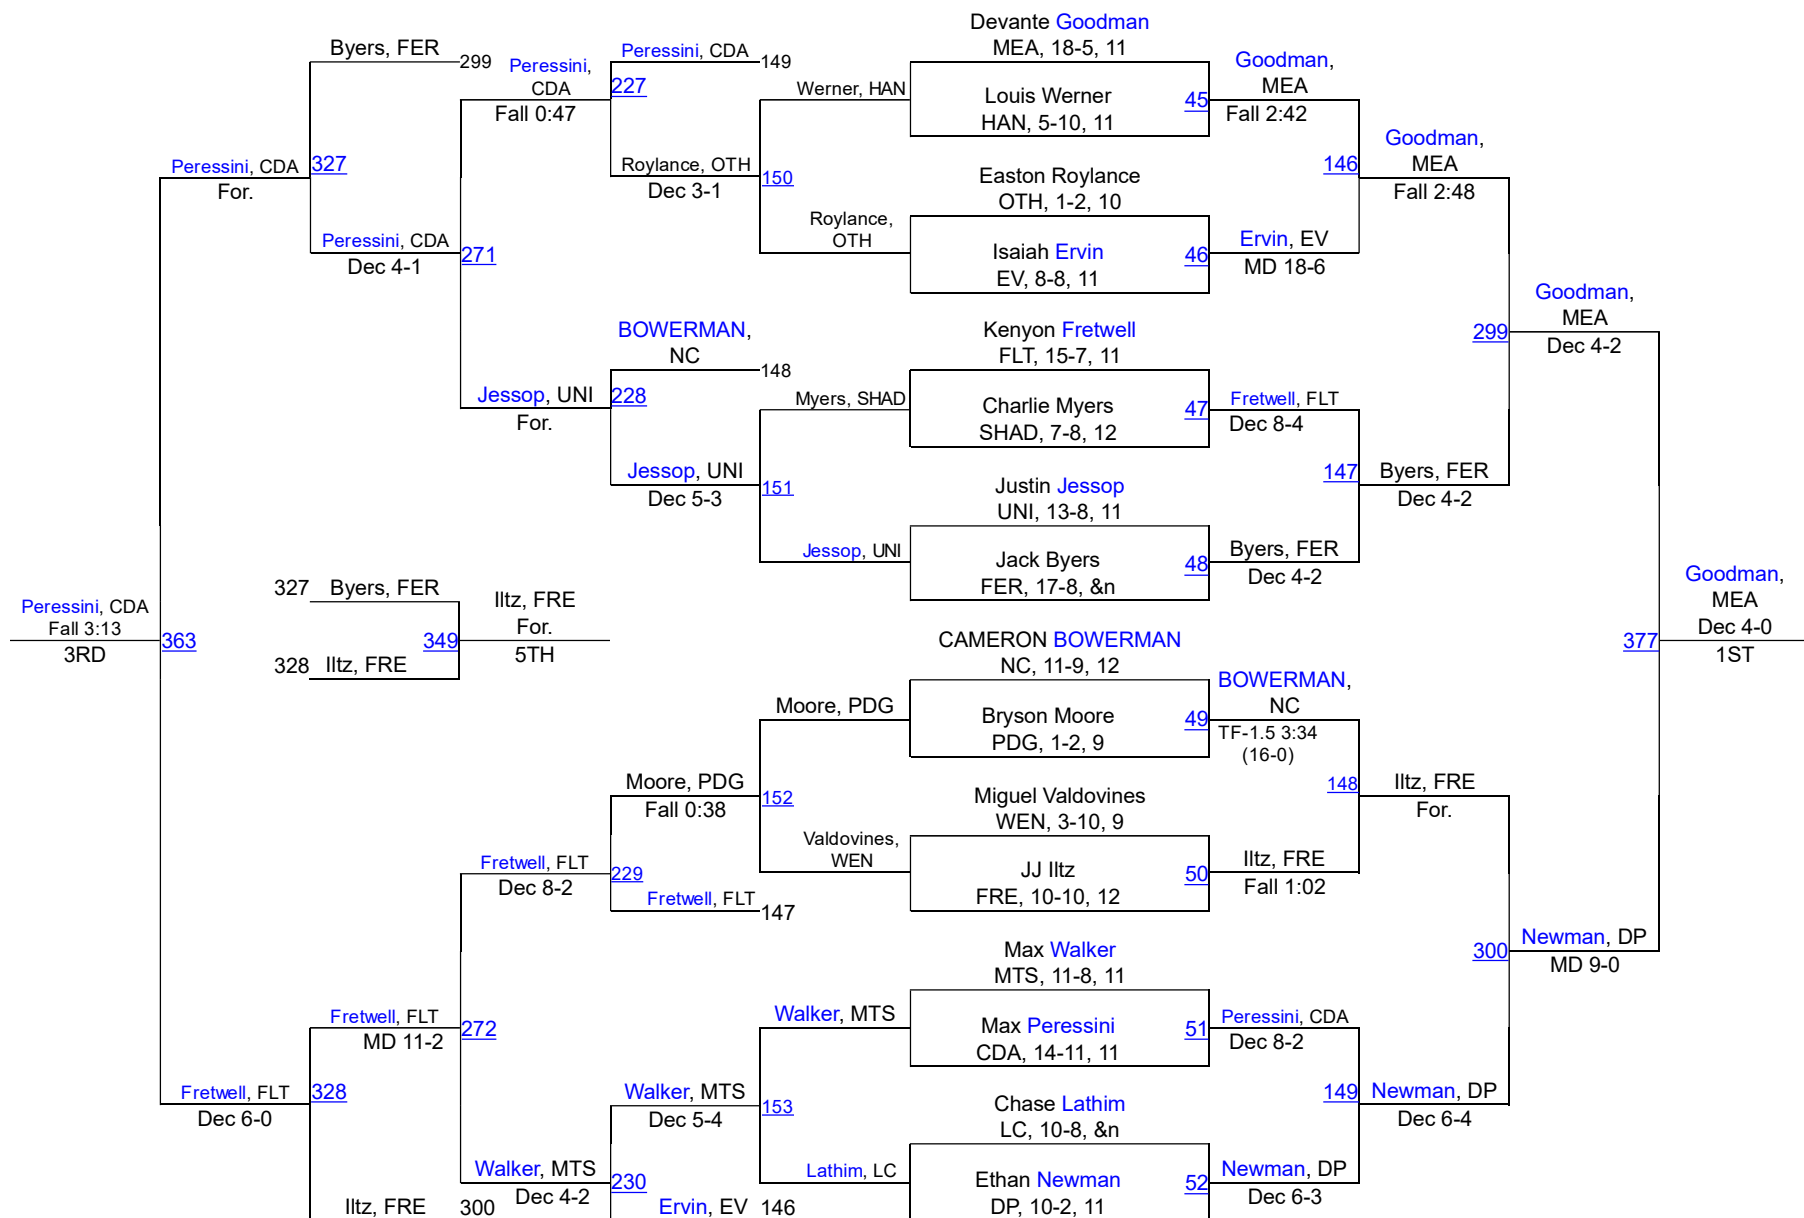 Devante Goodman
MEA, 18-5, 11
Byers, FER
299
Peressini,
CDA
Fall 0:47
Peressini, CDA
149
227
Werner, HAN
Louis Werner
HAN, 5-10, 11
45
Goodman,
MEA
Fall 2:42
Goodman,
MEA
Fall 2:48
146
Peressini, CDA
For.
327
Roylance, OTH
Dec 3-1
150
Easton Roylance
OTH, 1-2, 10
Roylance,
OTH
Isaiah Ervin
EV, 8-8, 11
46
Ervin, EV
MD 18-6
Peressini, CDA
Dec 4-1
271
Goodman,
MEA
Dec 4-2
299
BOWERMAN,
NC
148
Kenyon Fretwell
FLT, 15-7, 11
Jessop, UNI
For.
228
Myers, SHAD
Charlie Myers
SHAD, 7-8, 12
47
Fretwell, FLT
Dec 8-4
Jessop, UNI
Dec 5-3
151
Justin Jessop
UNI, 13-8, 11
147
Byers, FER
Dec 4-2
Jessop, UNI
Jack Byers
FER, 17-8, &n
48
Byers, FER
Dec 4-2
327
Byers, FER
Iltz, FRE
For.
5TH
349
328
Iltz, FRE
Peressini, CDA
Fall 3:13
3RD
363
Goodman,
MEA
Dec 4-0
1ST
377
CAMERON BOWERMAN
NC, 11-9, 12
Moore, PDG
Bryson Moore
PDG, 1-2, 9
49
BOWERMAN,
NC
TF-1.5 3:34
(16-0)
Moore, PDG
Fall 0:38
152
Miguel Valdovines
WEN, 3-10, 9
148
Iltz, FRE
For.
Valdovines,
WEN
JJ Iltz
FRE, 10-10, 12
50
Iltz, FRE
Fall 1:02
Fretwell, FLT
Dec 8-2
229
Fretwell, FLT
147
Max Walker
MTS, 11-8, 11
300
Newman, DP
MD 9-0
Fretwell, FLT
MD 11-2
272
Walker, MTS
Max Peressini
CDA, 14-11, 11
51
Peressini, CDA
Dec 8-2
Fretwell, FLT
Dec 6-0
328
Walker, MTS
Dec 5-4
153
Chase Lathim
LC, 10-8, &n
149
Newman, DP
Dec 6-4
Walker, MTS
Dec 4-2
230
Lathim, LC
Ethan Newman
DP, 10-2, 11
52
Newman, DP
Dec 6-3
Iltz, FRE
300
Ervin, EV
146